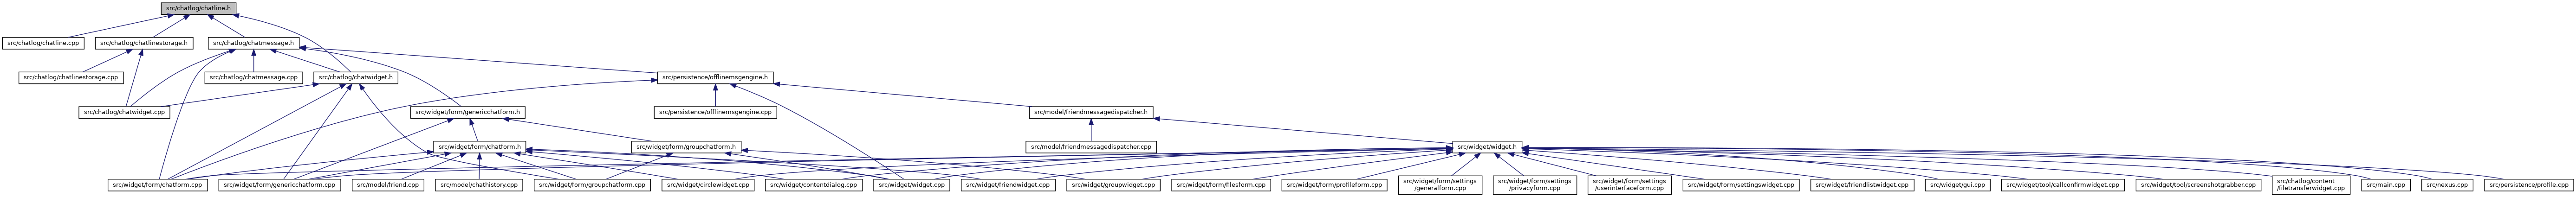 src/chatlog/chatline.h
src/chatlog/chatline.cpp
src/chatlog/chatlinestorage.h
src/chatlog/chatmessage.h
src/chatlog/chatlinestorage.cpp
src/chatlog/chatmessage.cpp
src/chatlog/chatwidget.h
src/persistence/offlinemsgengine.h
src/chatlog/chatwidget.cpp
src/widget/form/genericchatform.h
src/persistence/offlinemsgengine.cpp
src/model/friendmessagedispatcher.h
src/widget/form/chatform.h
src/widget/form/groupchatform.h
src/model/friendmessagedispatcher.cpp
src/widget/widget.h
src/widget/form/chatform.cpp
src/widget/form/genericchatform.cpp
src/model/friend.cpp
src/model/chathistory.cpp
src/widget/form/groupchatform.cpp
src/widget/circlewidget.cpp
src/widget/contentdialog.cpp
src/widget/widget.cpp
src/widget/friendwidget.cpp
src/widget/groupwidget.cpp
src/widget/form/filesform.cpp
src/widget/form/profileform.cpp
src/widget/form/settings
/generalform.cpp
src/widget/form/settings
/privacyform.cpp
src/widget/form/settings
/userinterfaceform.cpp
src/widget/form/settingswidget.cpp
src/widget/friendlistwidget.cpp
src/widget/gui.cpp
src/widget/tool/callconfirmwidget.cpp
src/widget/tool/screenshotgrabber.cpp
src/chatlog/content
/filetransferwidget.cpp
src/main.cpp
src/nexus.cpp
src/persistence/profile.cpp